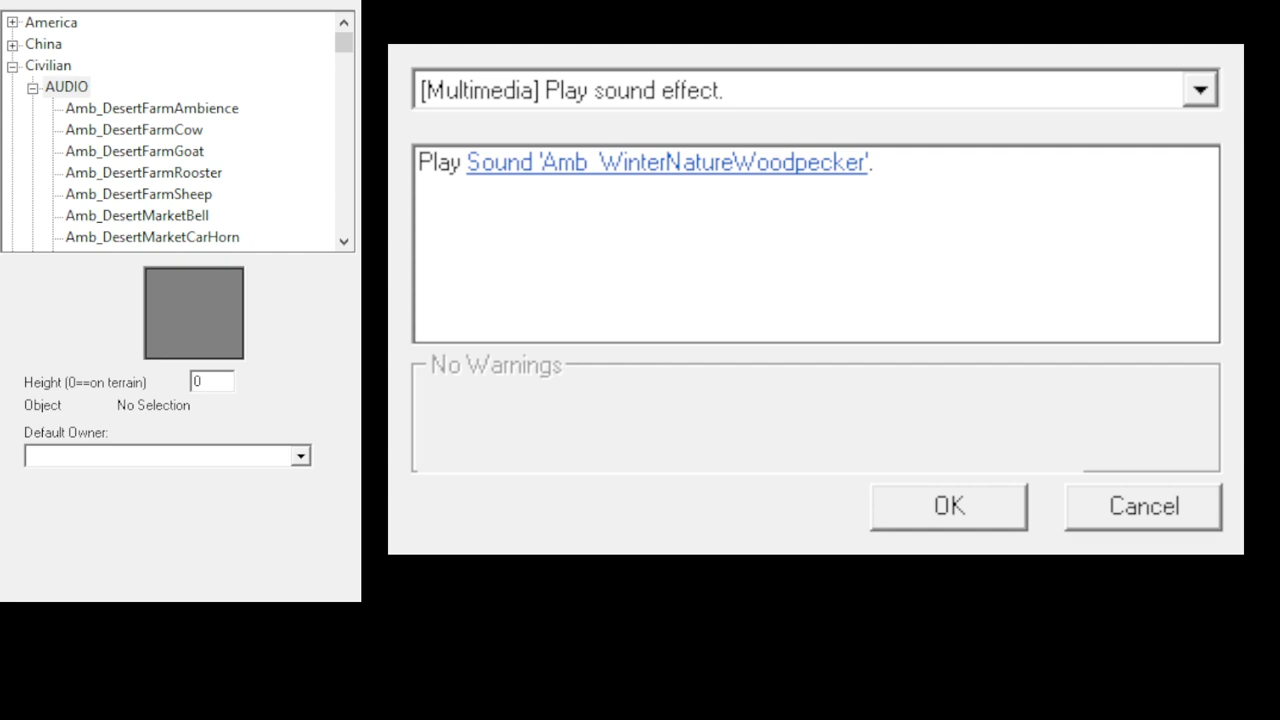 America
China
Civilian
AUDIO
Amb_DesertFarmAmbience
Amb_DesertFarmCow
Amb_DesertFarmGoat
Amb_DesertFarmRooster
Amb_DesertFarmSheep
Amb_DesertMarketBell
Amb_DesertMarketCarHorn
Height (0==on terrain) 0
Object No Selection
Default Owner:
[Multimedia] Play sound effect.
Play Sound 'Amb_WinterNatureWoodpecker'.
No Warnings
OK Cancel